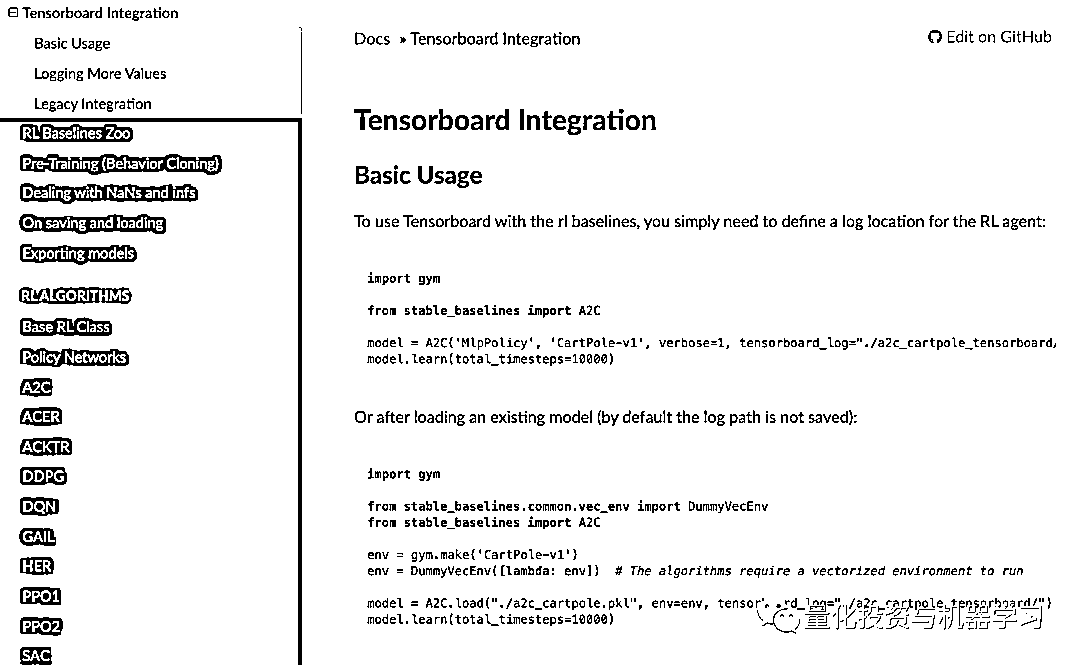 Tensorboard Integration
Basic Usage
Logging More Values
Legacy Integration
RL Baselines Zoo
Pre-Training (Behavior Cloning)
Dealing with NaNs and infs
On saving and loading
Exporting models
RL ALGORITHMS
Base RL Class
Policy Networks
A2C
ACER
ACKTR
DDPG
DQN
GAIL
HER
PPO1
PPO2
SAC
Docs » Tensorboard Integration
Edit on GitHub
Tensorboard Integration
Basic Usage
To use Tensorboard with the rl baselines, you simply need to define a log location for the RL agent:
import gym
from stable_baselines import A2C
model = A2C('MlpPolicy', 'CartPole-v1', verbose=1, tensorboard_log="./a2c_cartpole_tensorboard/
model.learn(total_timesteps=10000)
Or after loading an existing model (by default the log path is not saved):
import gym
from stable_baselines.common.vec_env import DummyVecEnv
from stable_baselines import A2C
env = gym.make('CartPole-v1')
env = DummyVecEnv([lambda: env])  # The algorithms require a vectorized environment to run
model = A2C.load("./a2c_cartpole.pkl", env=env, tensorboard_log="./a2c_cartpole_tensorboard/")
model.learn(total_timesteps=10000)
量化投资与机器学习